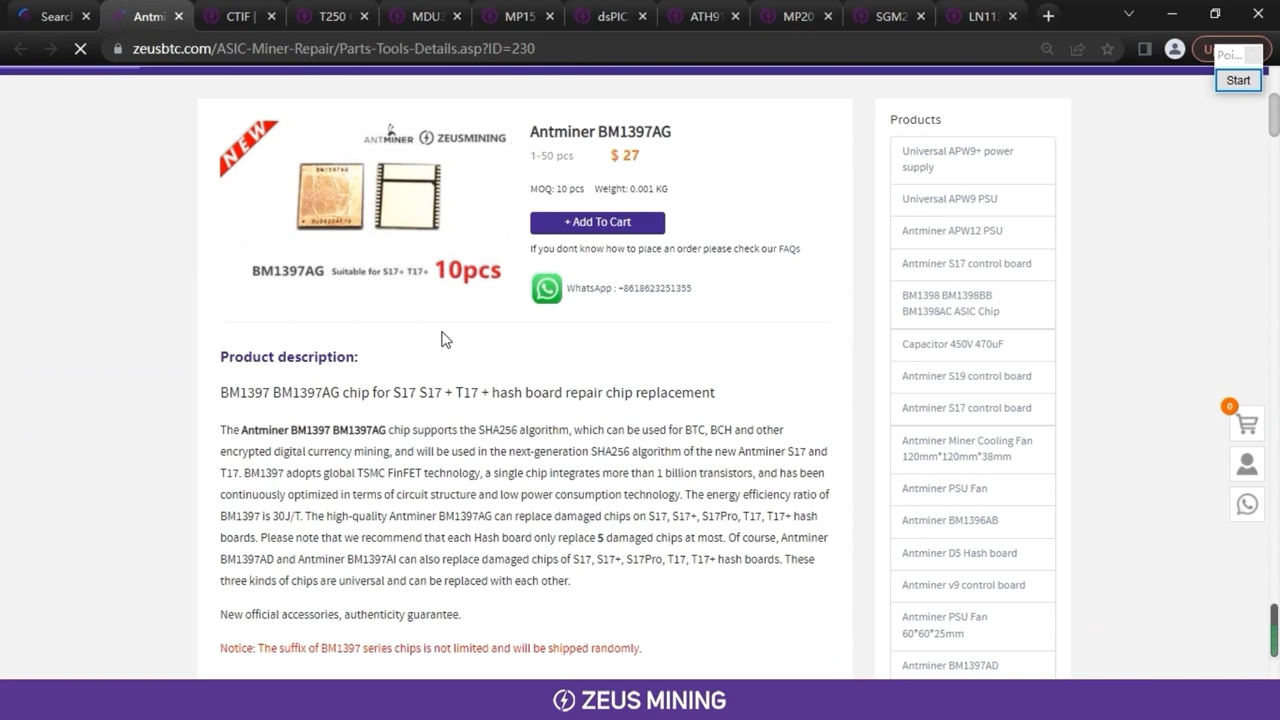 Search
Antmi
CTIF |
T250 (
MDU3
MP15
dsPIC
ATH9
MP20
SGM2
LN11
zeusbtc.com/ASIC-Miner-Repair/Parts-Tools-Details.asp?ID=230
Poi...
Start
NEW
ANTMINER ZEUSMINING
BM1397AG
BM1397AG Suitable for S17+ T17+ 10pcs
Antminer BM1397AG
1-50 pcs $ 27
MOQ: 10 pcs Weight: 0.001 KG
+ Add To Cart
If you dont know how to place an order please check our FAQs
WhatsApp : +8618623251355
Product description:
BM1397 BM1397AG chip for S17 S17 + T17 + hash board repair chip replacement
The Antminer BM1397 BM1397AG chip supports the SHA256 algorithm, which can be used for BTC, BCH and other
encrypted digital currency mining, and will be used in the next-generation SHA256 algorithm of the new Antminer S17 and
T17. BM1397 adopts global TSMC FinFET technology, a single chip integrates more than 1 billion transistors, and has been
continuously optimized in terms of circuit structure and low power consumption technology. The energy efficiency ratio of
BM1397 is 30J/T. The high-quality Antminer BM1397AG can replace damaged chips on S17, S17+, S17Pro, T17, T17+ hash
boards. Please note that we recommend that each Hash board only replace 5 damaged chips at most. Of course, Antminer
BM1397AD and Antminer BM1397AI can also replace damaged chips of S17, S17+, S17Pro, T17, T17+ hash boards. These
three kinds of chips are universal and can be replaced with each other.
New official accessories, authenticity guarantee.
Notice: The suffix of BM1397 series chips is not limited and will be shipped randomly.
Products
Universal APW9+ power
supply
Universal APW9 PSU
Antminer APW12 PSU
Antminer S17 control board
BM1398 BM1398BB
BM1398AC ASIC Chip
Capacitor 450V 470uF
Antminer S19 control board
Antminer S17 control board
Antminer Miner Cooling Fan
120mm*120mm*38mm
Antminer PSU Fan
Antminer BM1396AB
Antminer D5 Hash board
Antminer v9 control board
Antminer PSU Fan
60*60*25mm
Antminer BM1397AD
0
ZEUS MINING